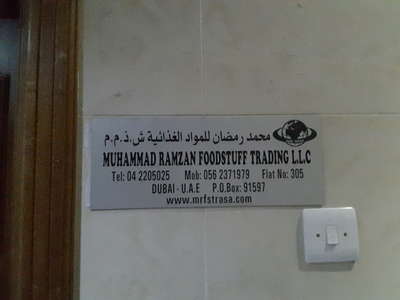 محمد رمضان للمواد الغذائية ش.ذ.م.م
MUHAMMAD RAMZAN FOODSTUFF TRADING L.L.C
Tel: 04 2205025 Mob: 056 2371979 Flat No: 305
DUBAI - U.A.E P.O.Box: 91597
www.mrfstrasa.com